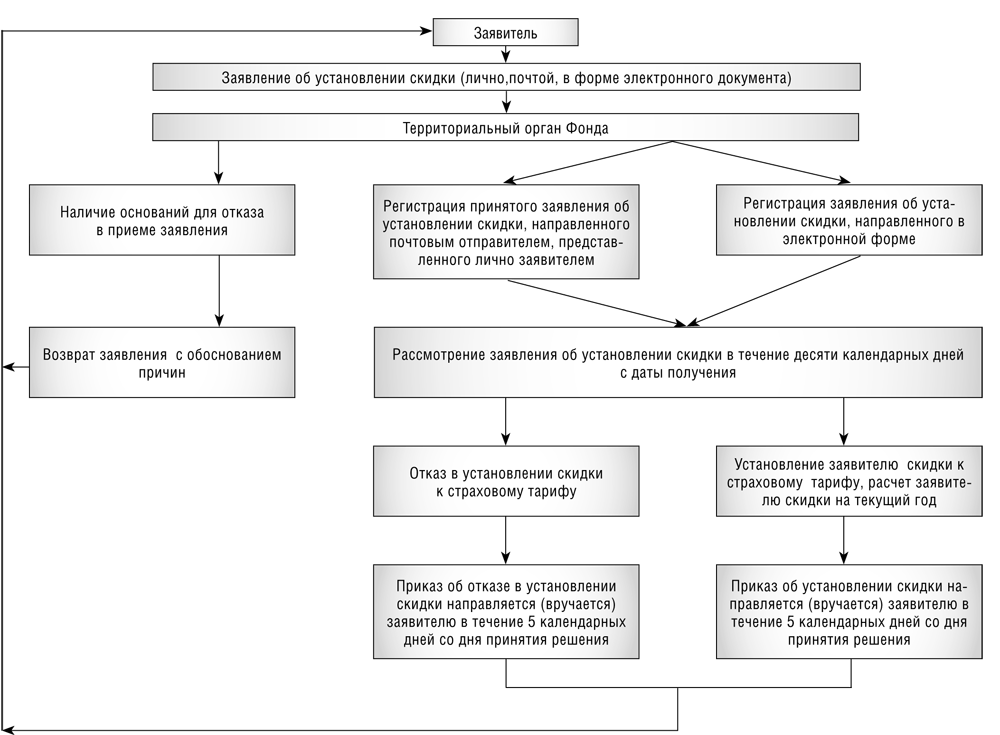 Заявитель
Заявление об установлении скидки (лично,почтой, в форме электронного документа)
Территориальный орган Фонда
Наличие оснований для отказа
в приеме заявления
Регистрация принятого заявления об
установлении скидки, направленного
почтовым отправителем, представ-
ленного лично заявителем
Регистрация заявления об уста-
новлении скидки, направленного в
электронной форме
Возврат заявления с обоснованием
причин
Рассмотрение заявления об установлении скидки в течение десяти календарных дней
с даты получения
Отказ в установлении скидки
к страховому тарифу
Установление заявителю скидки к
страховому тарифу, расчет заявите-
лю скидки на текущий год
Приказ об отказе в установлении
скидки направляется (вручается)
заявителю в течение 5 календарных
дней со дня принятия решения
Приказ об установлении скидки на-
правляется (вручается) заявителю в
течение 5 календарных дней со дня
принятия решения